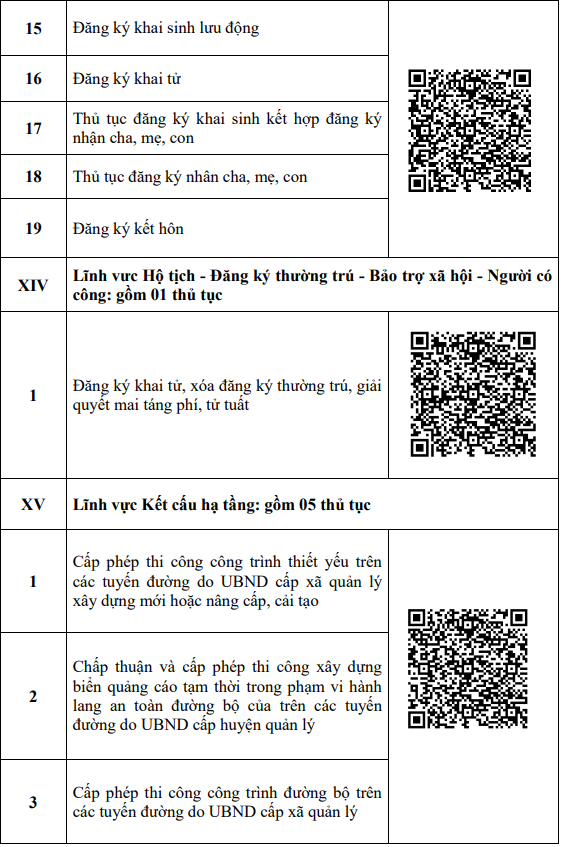 15 Đăng ký khai sinh lưu động
16 Đăng ký khai tử
17 Thủ tục đăng ký khai sinh kết hợp đăng ký
nhận cha, mẹ, con
18 Thủ tục đăng ký nhân cha, mẹ, con
19 Đăng ký kết hôn
XIV Lĩnh vưc Hộ tịch - Đăng ký thường trú - Bảo trợ xã hội - Người có
công: gồm 01 thủ tục
1 Đăng ký khai tử, xóa đăng ký thường trú, giải
quyết mai táng phí, tử tuất
XV Lĩnh vực Kết cấu hạ tầng: gồm 05 thủ tục
1 Cấp phép thi công công trình thiết yếu trên
các tuyến đường do UBND cấp xã quản lý
xây dựng mới hoặc nâng cấp, cải tạo
2 Chấp thuận và cấp phép thi công xây dựng
biển quảng cáo tạm thời trong phạm vi hành
lang an toàn đường bộ của trên các tuyến
đường do UBND cấp huyện quản lý
3 Cấp phép thi công công trình đường bộ trên
các tuyến đường do UBND cấp xã quản lý